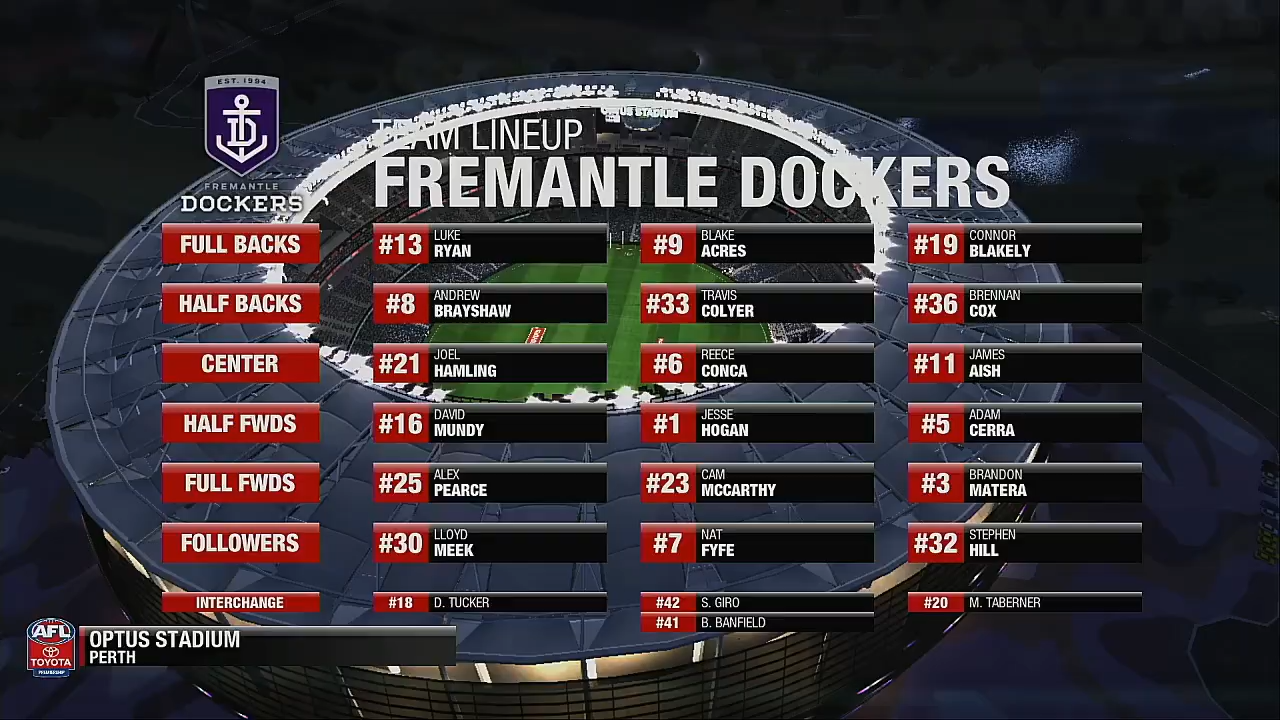 EST. 1994
FREMANTLE
DOCKERS
OPTUS STADIUM
TEAM LINEUP
FREMANTLE DOCKERS
FULL BACKS #13 LUKE RYAN #9 BLAKE ACRES #19 CONNOR BLAKELY
HALF BACKS #8 ANDREW BRAYSHAW #33 TRAVIS COLYER #36 BRENNAN COX
CENTER #21 JOEL HAMLING #6 REECE CONCA #11 JAMES AISH
HALF FWDS #16 DAVID MUNDY #1 JESSE HOGAN #5 ADAM CERRA
FULL FWDS #25 ALEX PEARCE #23 CAM MCCARTHY #3 BRANDON MATERA
FOLLOWERS #30 LLOYD MEEK #7 NAT FYFE #32 STEPHEN HILL
INTERCHANGE #18 D. TUCKER #42 S. GIRO #20 M. TABERNER
#41 B. BANFIELD
AFL
TOYOTA
PREMIERSHIP
OPTUS STADIUM
PERTH